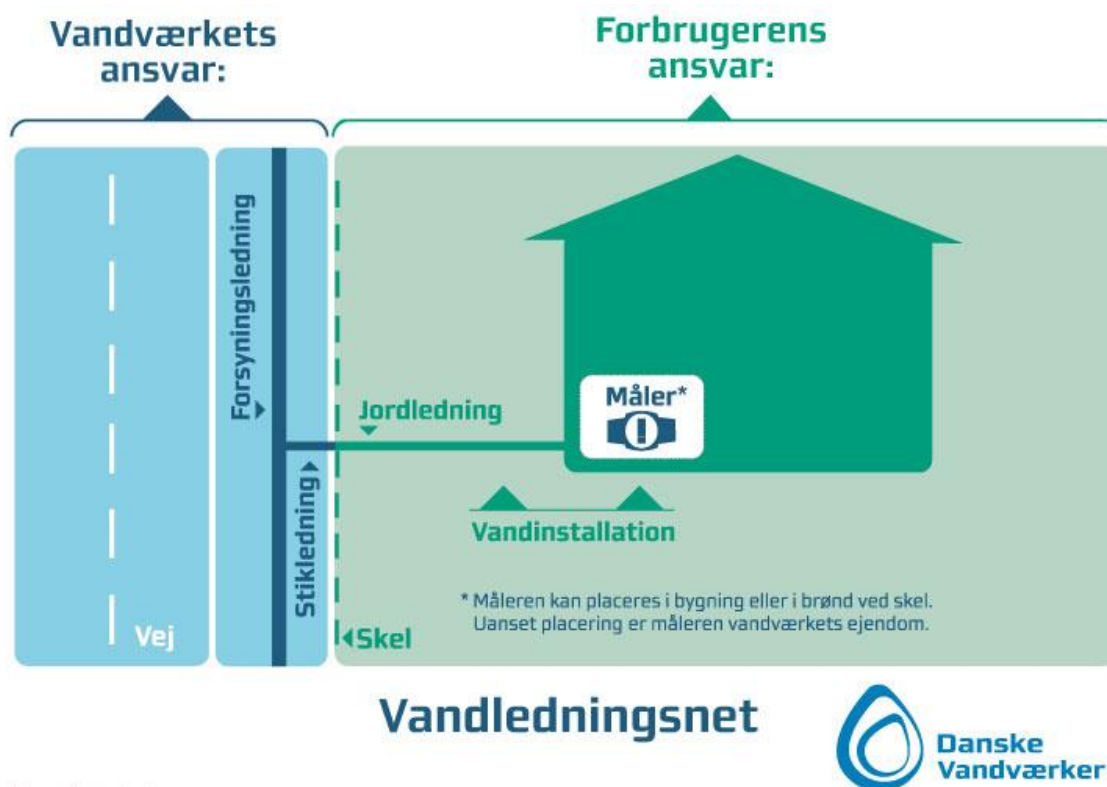 Vandværkets
ansvar:
Forbrugerens
ansvar:
Forsyningsledning
Jordledning
Måler*
Stikledning
Vandinstallation
* Måleren kan placeres i bygning eller i brønd ved skel.
Uanset placering er måleren vandværkets ejendom.
Vej
Skel
Vandledningsnet
Danske
Vandværker